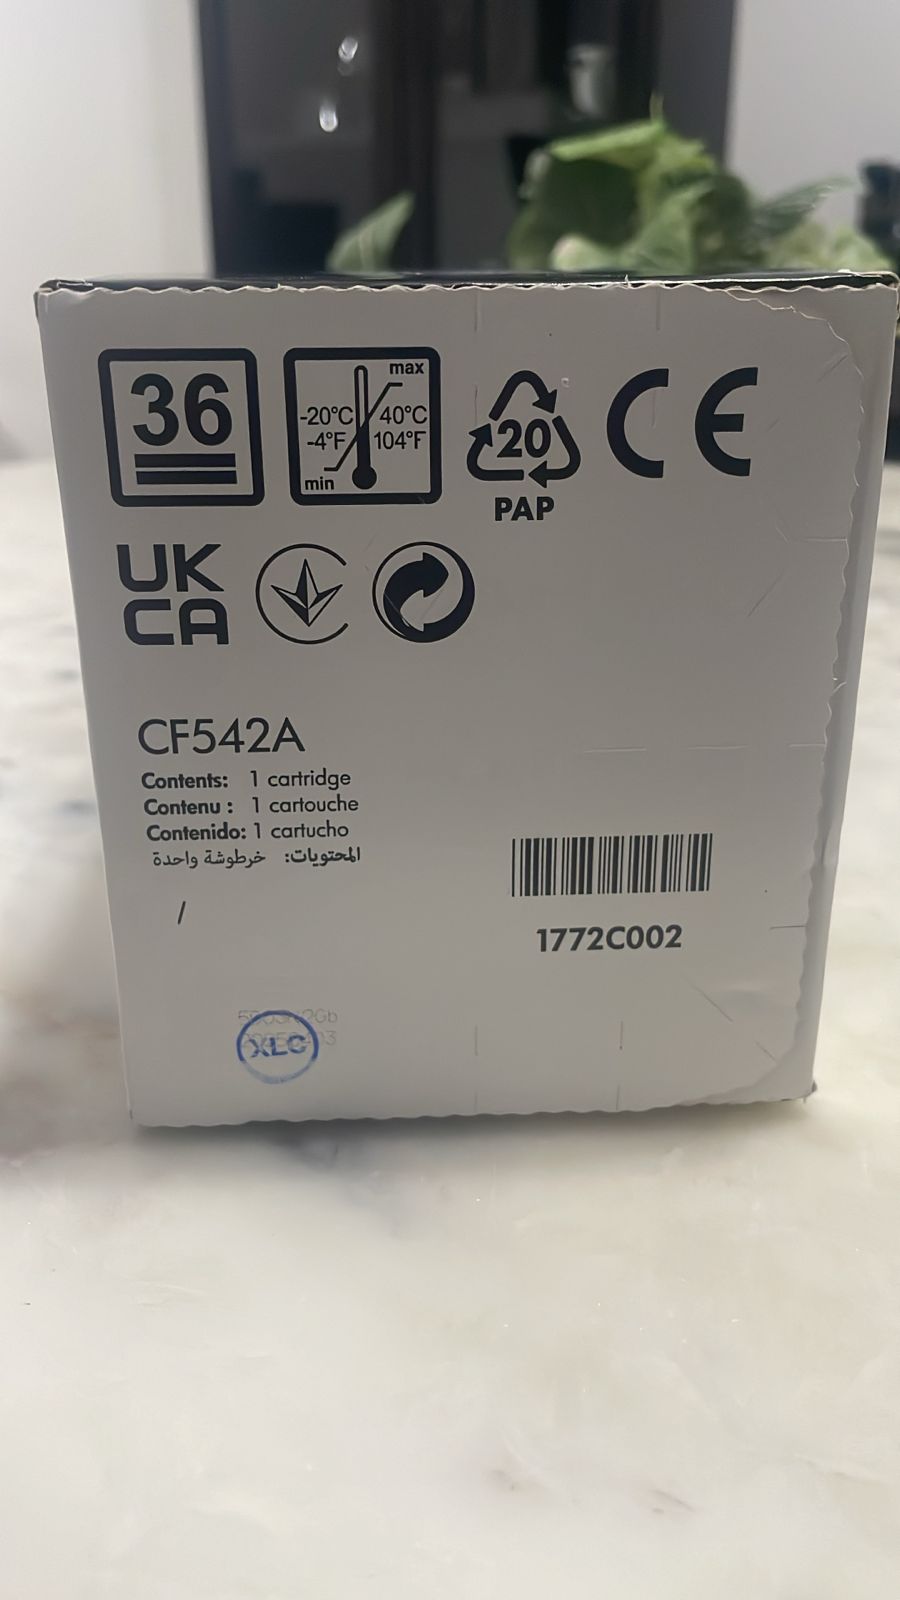 36
max
-20°C 40°C
-4°F 104°F
min
20
PAP
CE
UK
CA
CF542A
Contents: 1 cartridge
Contenu : 1 cartouche
Contenido: 1 cartucho
المحتويات: خرطوشة واحدة
/
1772C002
XLC